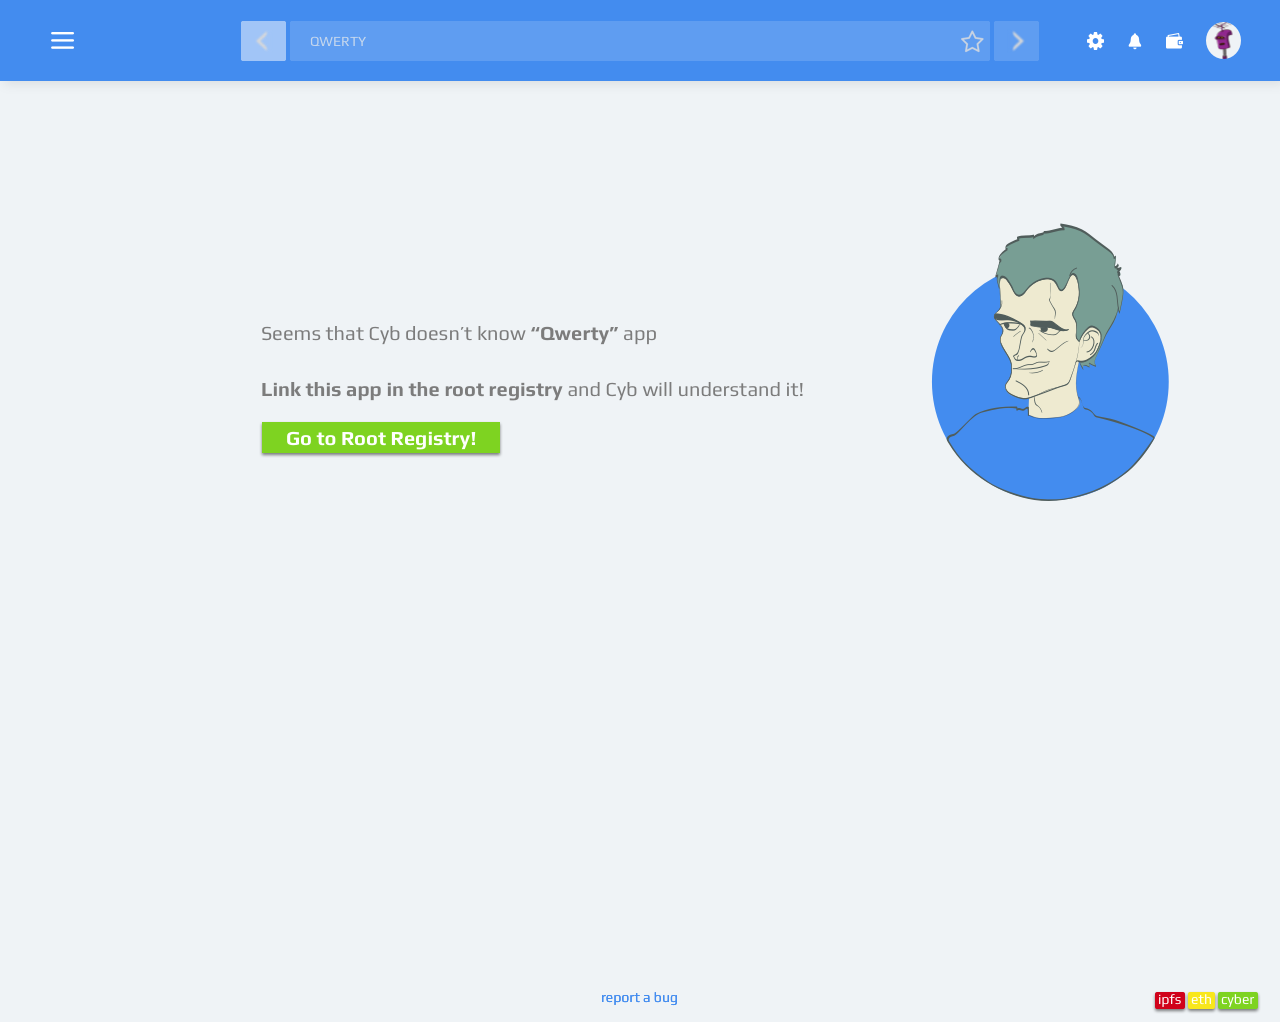 QWERTY
Seems that Cyb doesn’t know “Qwerty” app
Link this app in the root registry and Cyb will understand it!
Go to Root Registry!
report a bug
ipfs eth cyber